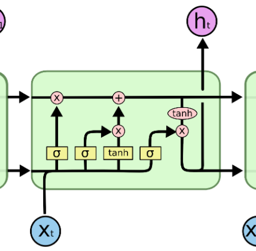 hₜ
x +
tanh
x x
σ σ tanh σ
Xₜ X